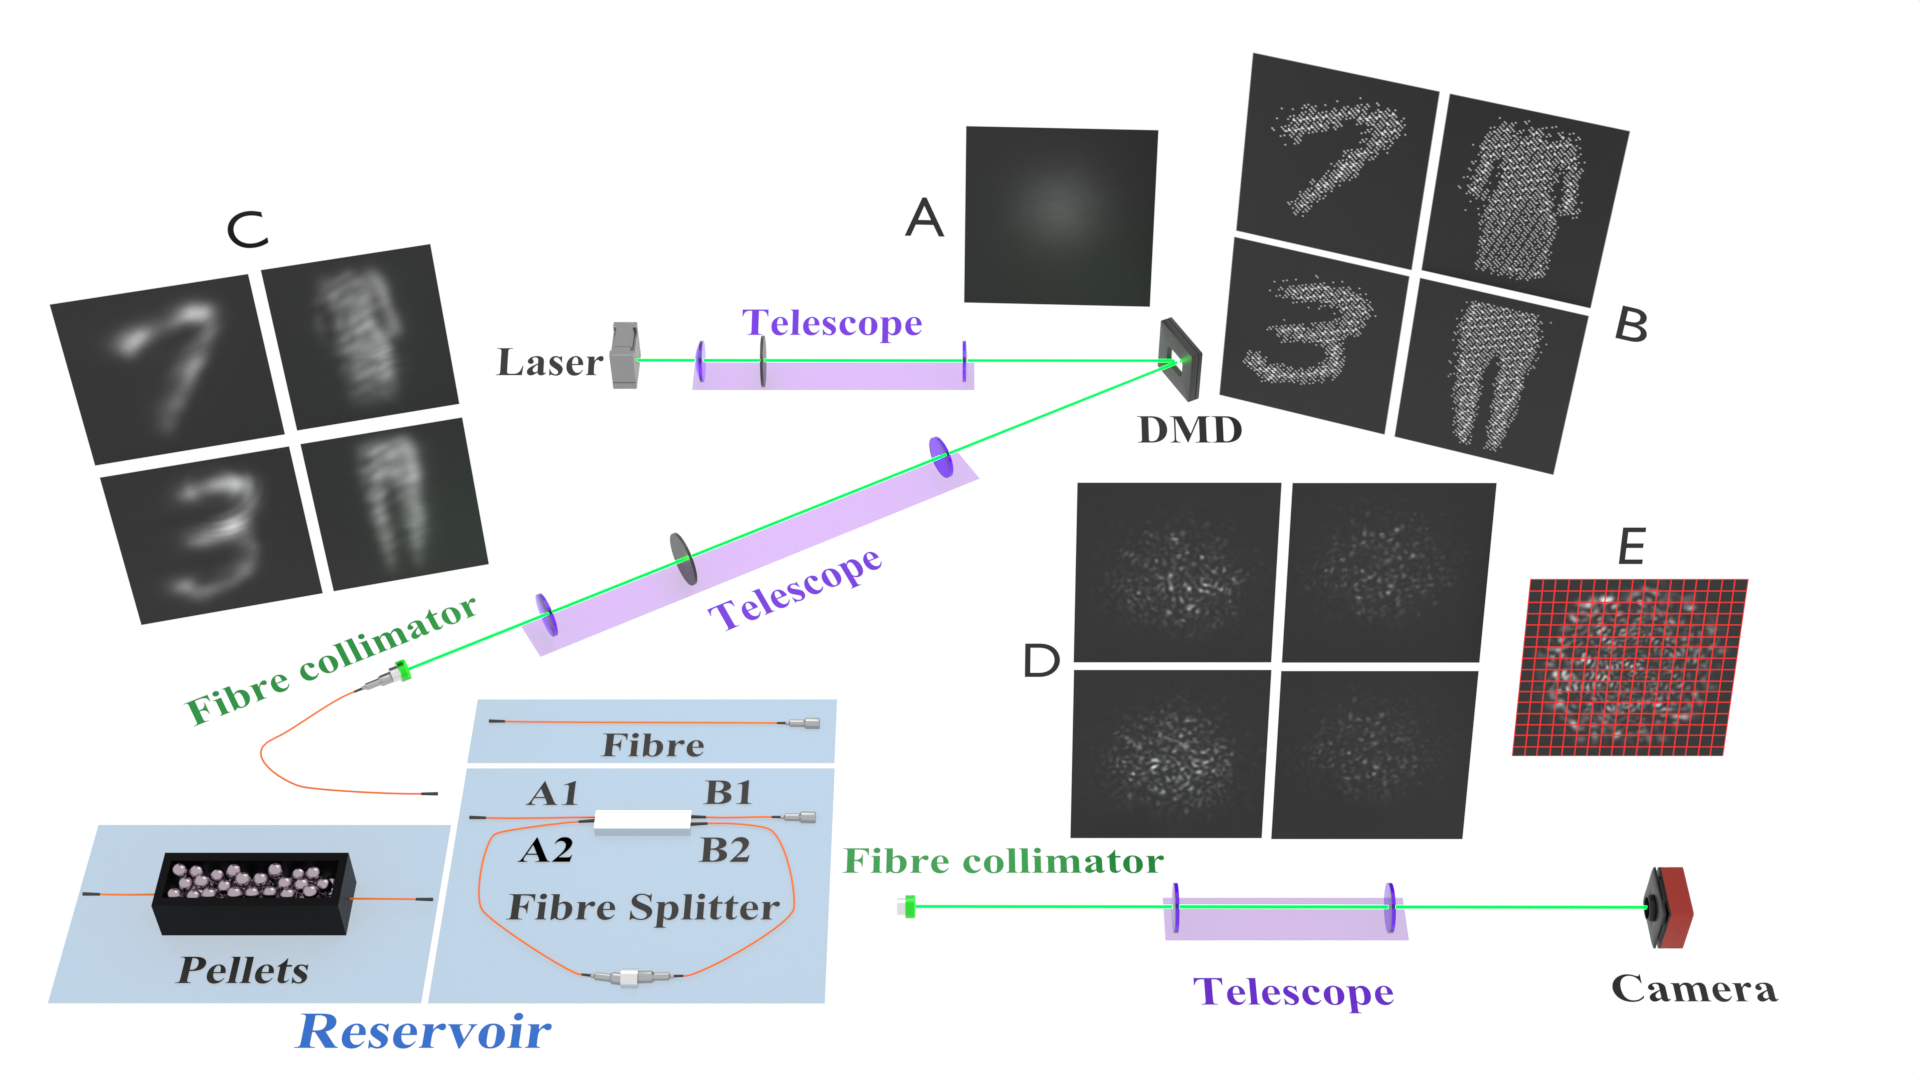 A
B
C
Telescope
Laser
DMD
Telescope
Fibre collimator
D
E
Fibre
A1
B1
A2
B2
Fibre Splitter
Pellets
Reservoir
Fibre collimator
Telescope
Camera